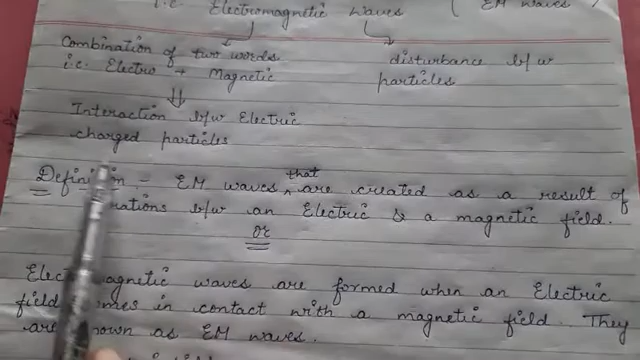 i.e Electromagnetic Waves ( EM Waves )
Combination of two words disturbance b/w
i.e Electro + Magnetic particles
Interaction b/w Electric
charged particles
Definition - EM waves that are created as a result of
b/w an Electric & a magnetic field.
or
waves are formed when an Electric
in contact with a magnetic field. They
as EM waves.